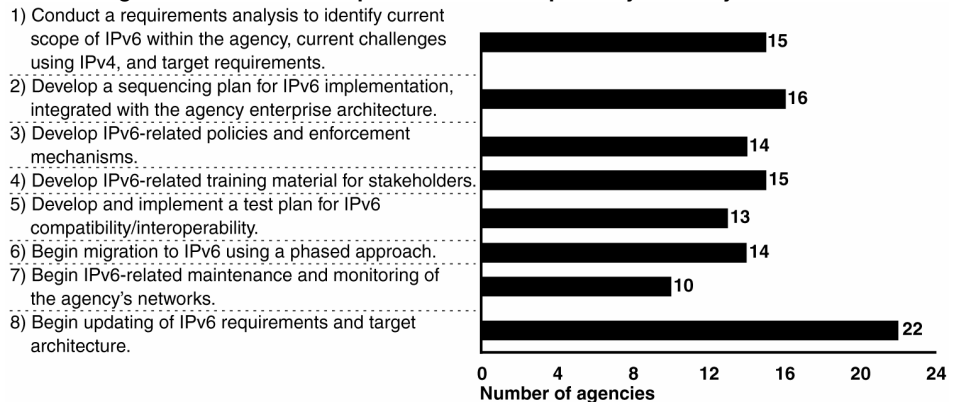 1) Conduct a requirements analysis to identify current
scope of IPv6 within the agency, current challenges
using IPv4, and target requirements.
15
2) Develop a sequencing plan for IPv6 implementation,
integrated with the agency enterprise architecture.
16
3) Develop IPv6-related policies and enforcement
mechanisms.
14
4) Develop IPv6-related training material for stakeholders.
15
5) Develop and implement a test plan for IPv6
compatibility/interoperability.
13
6) Begin migration to IPv6 using a phased approach.
14
7) Begin IPv6-related maintenance and monitoring of
the agency's networks.
10
8) Begin updating of IPv6 requirements and target
architecture.
22
0 4 8 12 16 20 24
Number of agencies